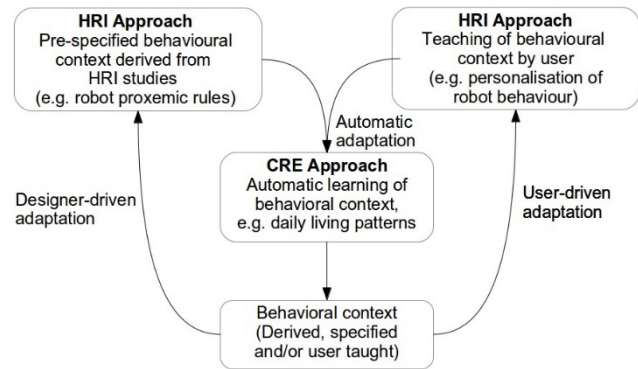 HRI Approach
Pre-specified behavioural
context derived from
HRI studies
(e.g. robot proxemic rules)
HRI Approach
Teaching of behavioural
context by user
(e.g. personalisation of
robot behaviour)
Automatic
adaptation
CRE Approach
Automatic learning of
behavioral context,
e.g. daily living patterns
Designer-driven
adaptation
User-driven
adaptation
Behavioral context
(Derived, specified
and/or user taught)